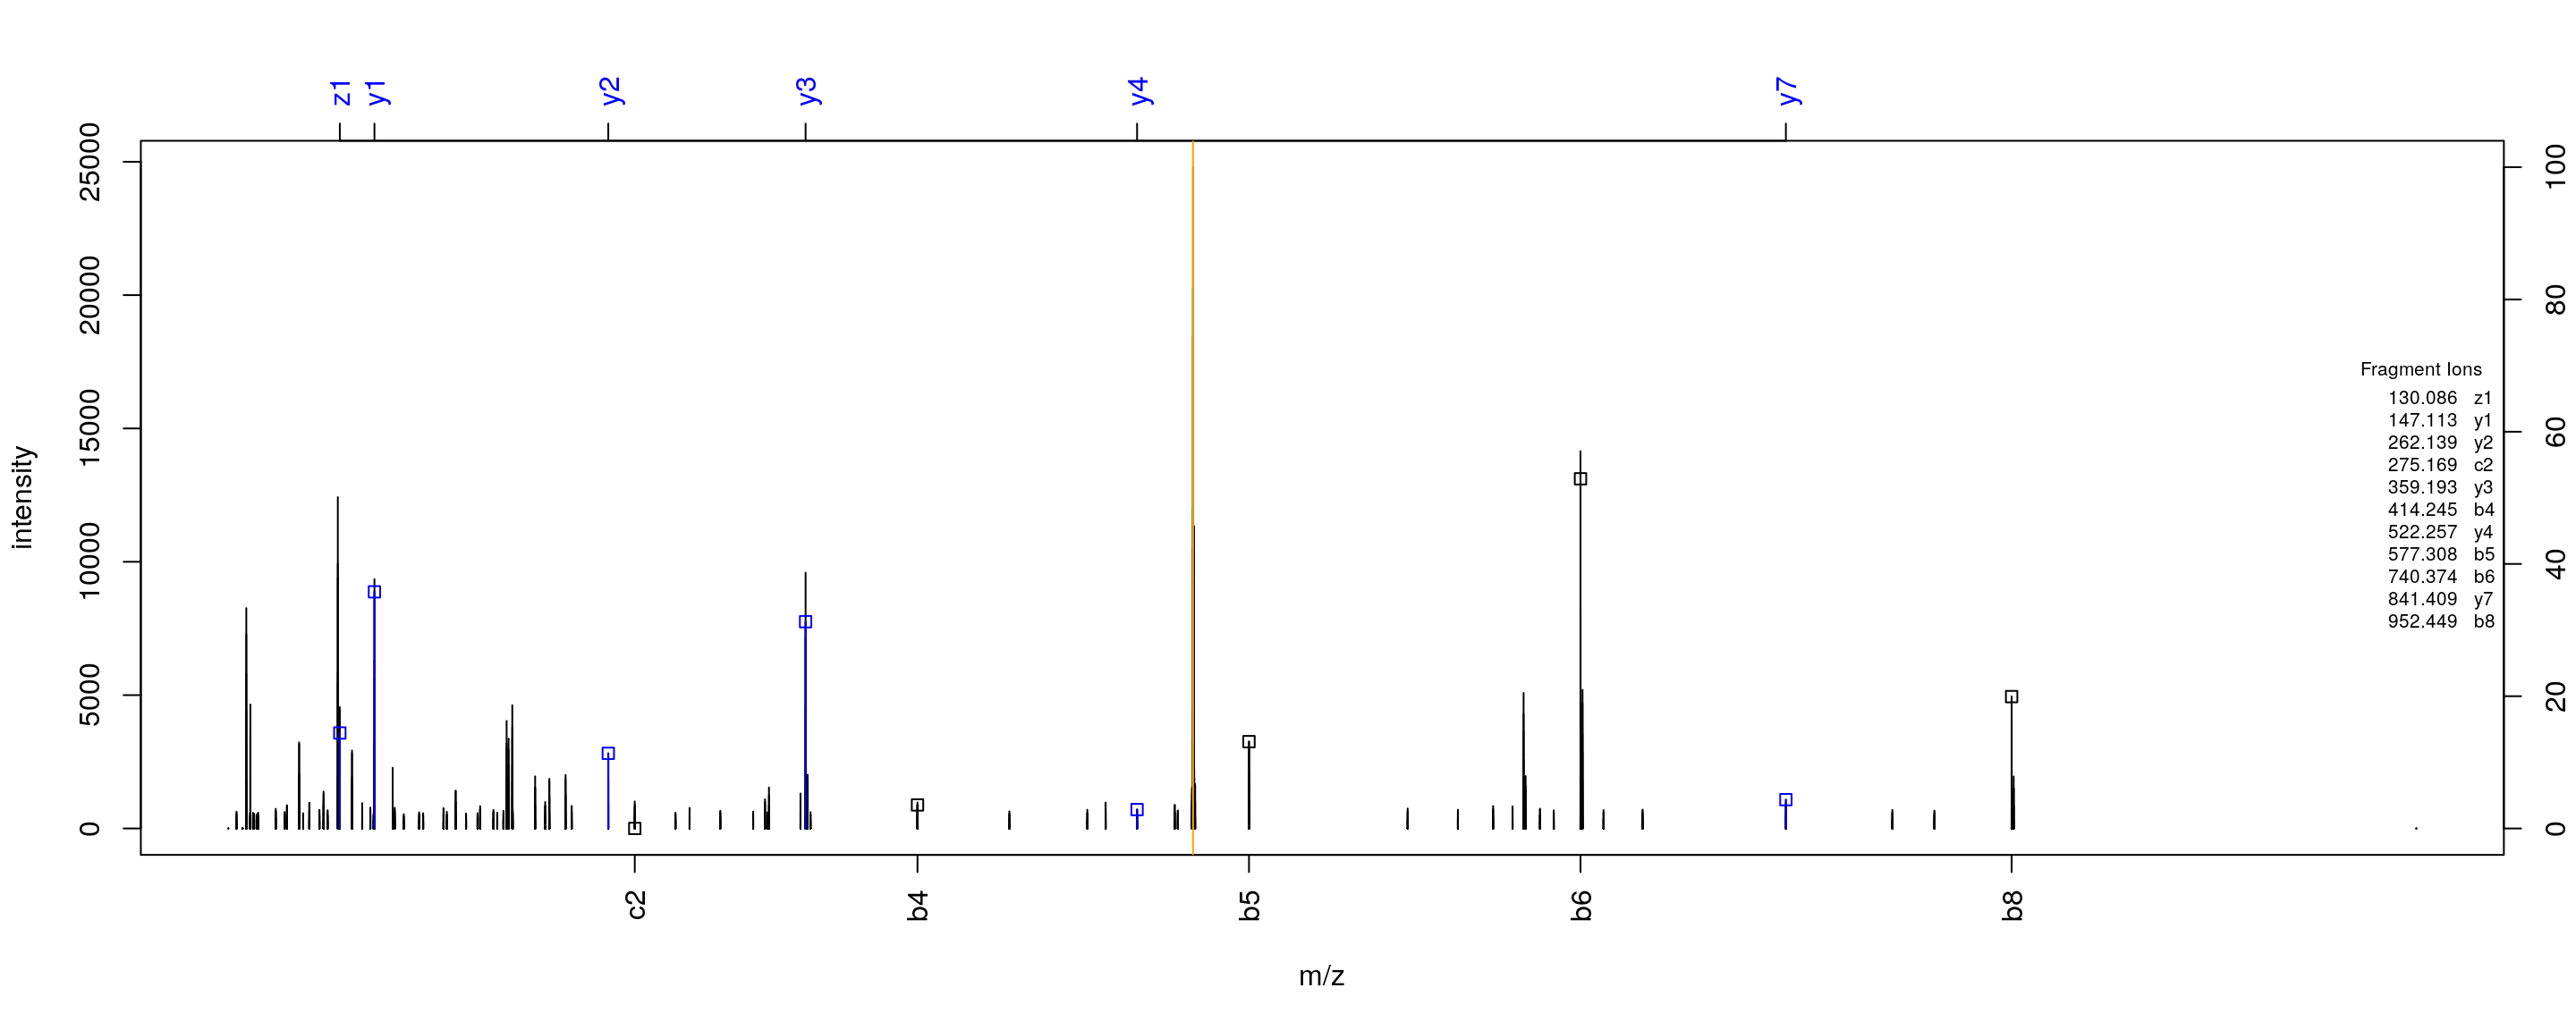 z1 y1 y2 y3 y4 y7
25000
20000
15000
10000
5000
0
intensity
100
80
60
40
20
0
Fragment Ions
130.086 z1
147.113 y1
262.139 y2
275.169 c2
359.193 y3
414.245 b4
522.257 y4
577.308 b5
740.374 b6
841.409 y7
952.449 b8
c2 b4 b5 b6 b8
m/z